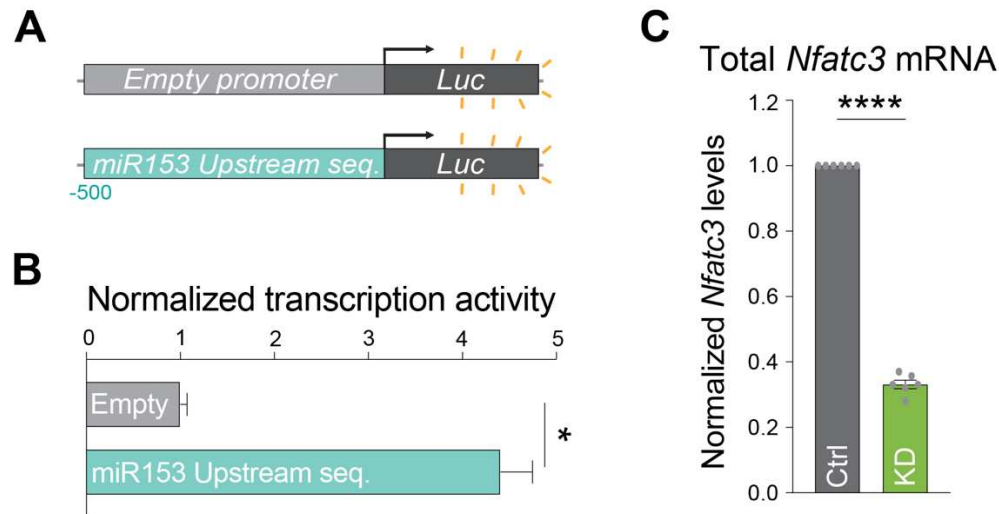 A
Empty promoter Luc
miR153 Upstream seq. Luc
-500
B
Normalized transcription activity
0 1 2 3 4 5
Empty
miR153 Upstream seq.
*
C
Total Nfatc3 mRNA
Normalized Nfatc3 levels
1.2
1.0
0.8
0.6
0.4
0.2
0.0
****
Ctrl
KD